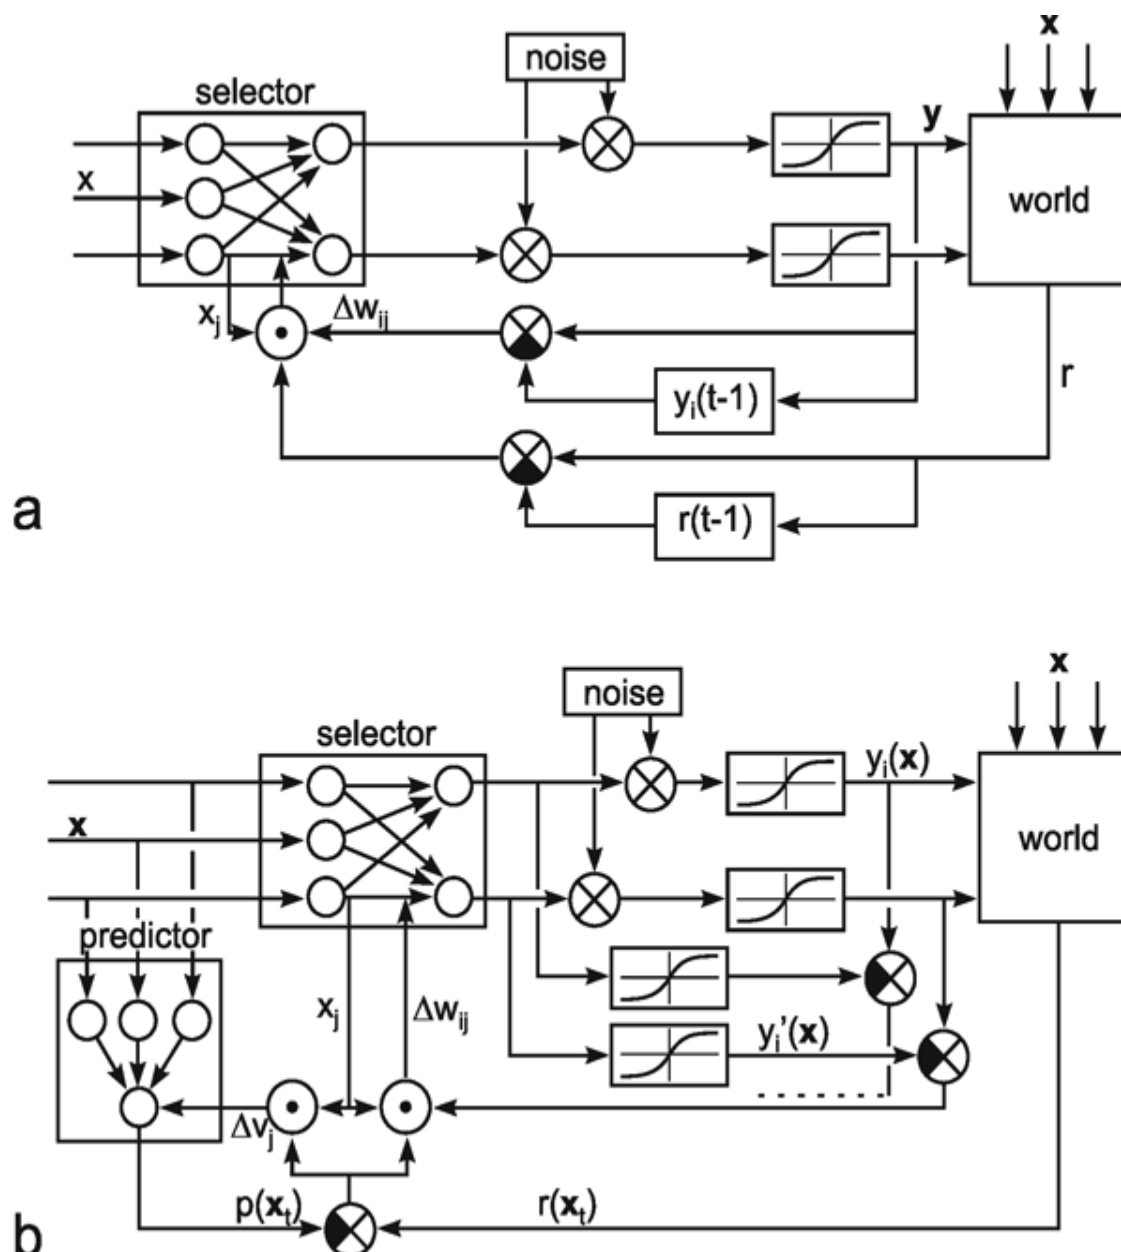 x
noise
selector
y
x
world
x_j
Δw_ij
y_i(t-1)
r
r(t-1)
a
x
noise
selector
y_i(x)
x
world
predictor
x_j
Δw_ij
y_i'(x)
Δv_j
p(x_t)
r(x_t)
b